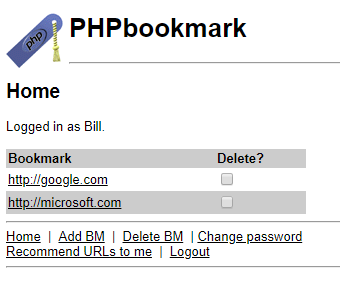 php
PHPbookmark
Home
Logged in as Bill.
Bookmark Delete?
http://google.com
http://microsoft.com
Home | Add BM | Delete BM | Change password
Recommend URLs to me | Logout